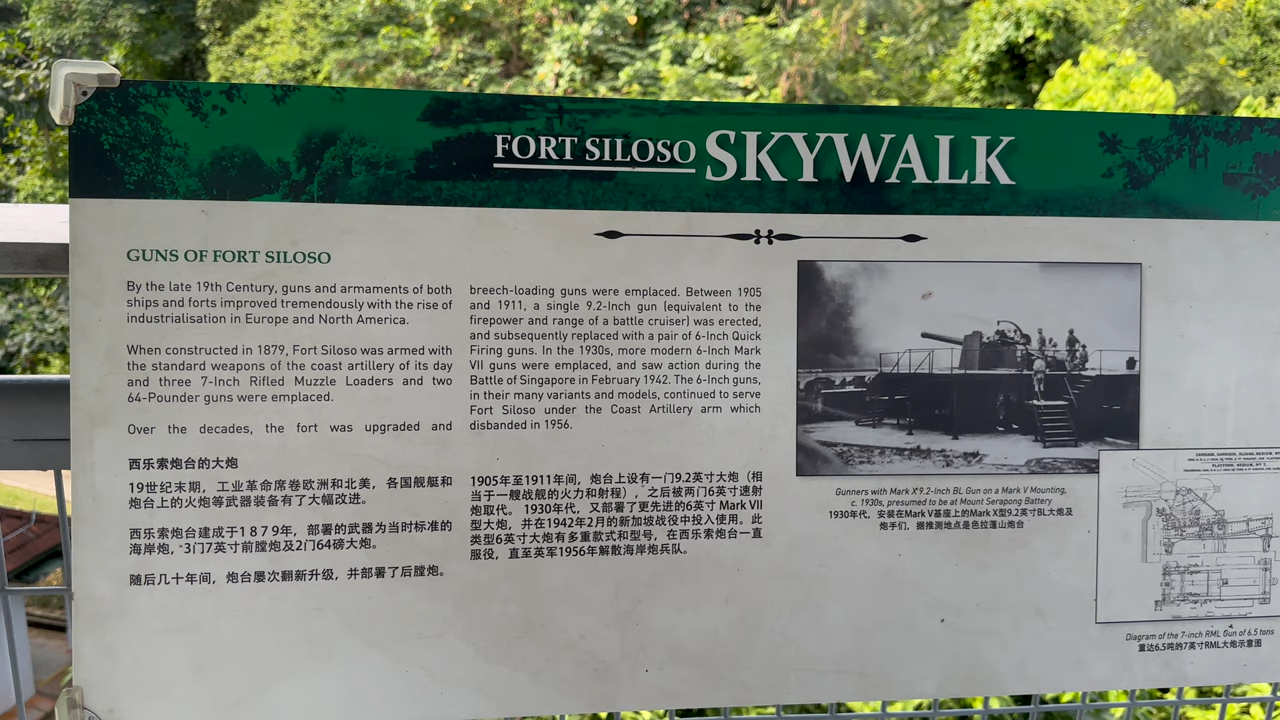 FORT SILOSO SKYWALK
GUNS OF FORT SILOSO
By the late 19th Century, guns and armaments of both
ships and forts improved tremendously with the rise of
industrialisation in Europe and North America.
When constructed in 1879, Fort Siloso was armed with
the standard weapons of the coast artillery of its day
and three 7-Inch Rifled Muzzle Loaders and two
64-Pounder guns were emplaced.
Over the decades, the fort was upgraded and
breech-loading guns were emplaced. Between 1905
and 1911, a single 9.2-Inch gun (equivalent to the
firepower and range of a battle cruiser) was erected,
and subsequently replaced with a pair of 6-Inch Quick
Firing guns. In the 1930s, more modern 6-Inch Mark
VII guns were emplaced, and saw action during the
Battle of Singapore in February 1942. The 6-Inch guns,
in their many variants and models, continued to serve
Fort Siloso under the Coast Artillery arm which
disbanded in 1956.
西乐索炮台的大炮
19世纪末期，工业革命席卷欧洲和北美，各国舰艇和
炮台上的火炮等武器装备有了大幅改进。
西乐索炮台建成于1879年，部署的武器为当时标准的
海岸炮，3门7英寸前膛炮及2门64磅大炮。
随后几十年间，炮台屡次翻新升级，并部署了后膛炮。
1905年至1911年间，炮台上设有一门9.2英寸大炮（相
当于一艘战舰的火力和射程），之后被两门6英寸速射
炮取代。 1930年代，又部署了更先进的6英寸 Mark VII
型大炮，并在1942年2月的新加坡战役中投入使用。此
类型6英寸大炮有多重款式和型号，在西乐索炮台一直
服役，直至英军1956年解散海岸炮兵队。
Gunners with Mark X 9.2-Inch BL Gun on a Mark V Mounting,
c. 1930s, presumed to be at Mount Serapong Battery
1930年代，安装在Mark V基座上的Mark X型9.2英寸BL大炮及
炮手们，据推测地点是色拉蓬山炮台
PLATFORM, MEDIUM, Nº
Diagram of the 7-inch RML Gun of 6.5 tons
重达6.5吨的7英寸RML大炮示意图